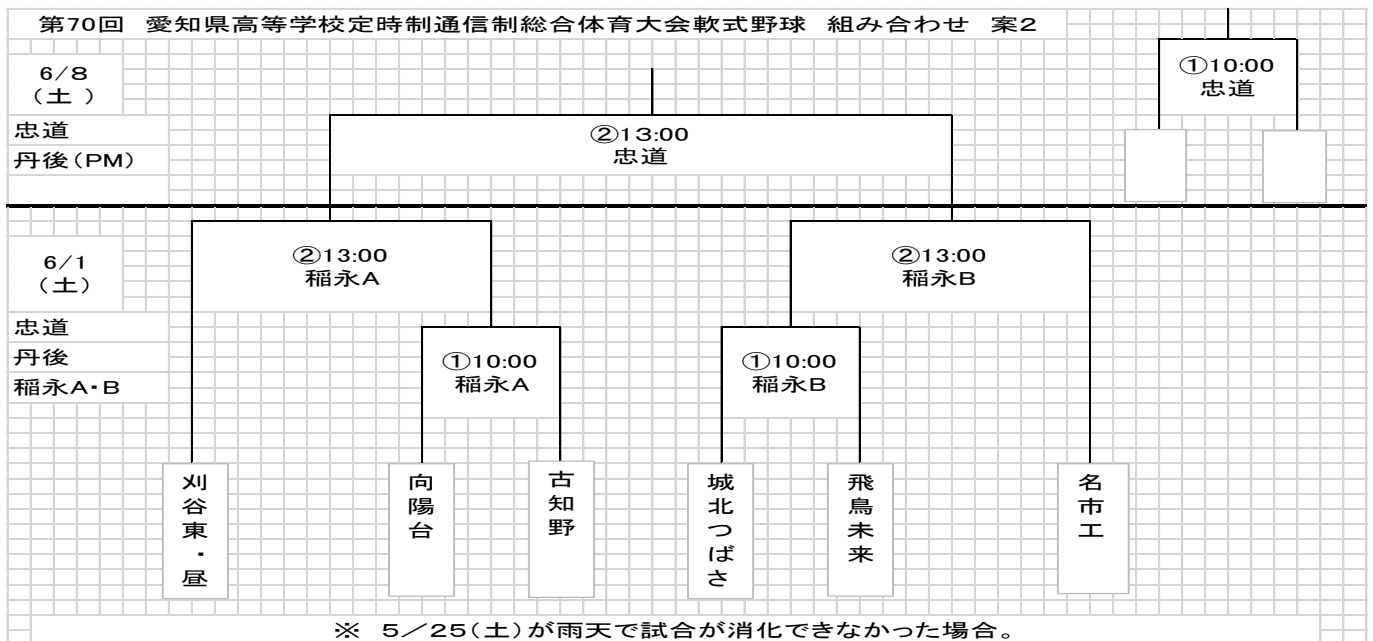 第70回 愛知県高等学校定時制通信制総合体育大会軟式野球 組み合わせ 案2
①10:00
忠道
6/8
(土 )
忠道
丹後(PM)
②13:00
忠道
6/1
(土)
忠道
丹後
稲永A・B
②13:00
稲永A
②13:00
稲永B
①10:00
稲永A
①10:00
稲永B
刈谷東・昼
向陽台
古知野
城北つばさ
飛鳥未来
名市工
※ 5/25(土)が雨天で試合が消化できなかった場合。